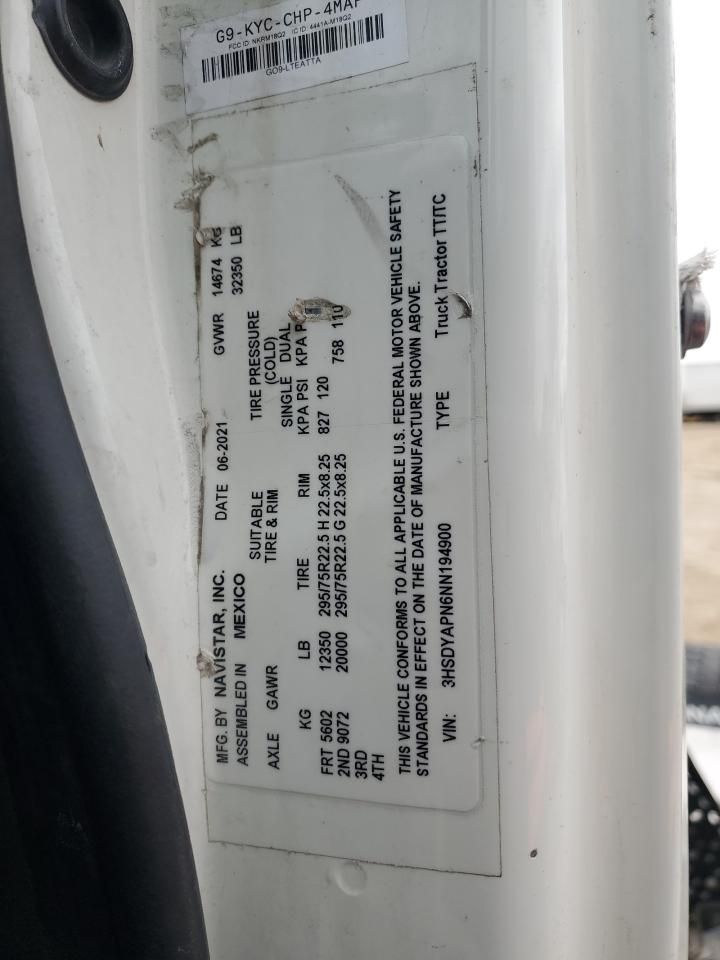 G9-KYC-CHP-4MAP
FCC ID NKRM18Q2 IC ID: 4441A-M18Q2
GO9-LTEATTA
MFG. BY NAVISTAR, INC. DATE 06-2021 GVWR 14674 KG
ASSEMBLED IN MEXICO 32350 LB
SUITABLE TIRE PRESSURE
AXLE GAWR TIRE & RIM (COLD)
SINGLE DUAL
KG LB TIRE RIM KPA PSI KPA P
FRT 5602 12350 295/75R22.5 H 22.5x8.25 827 120
2ND 9072 20000 295/75R22.5 G 22.5x8.25 758 110
3RD
4TH
THIS VEHICLE CONFORMS TO ALL APPLICABLE U.S. FEDERAL MOTOR VEHICLE SAFETY
STANDARDS IN EFFECT ON THE DATE OF MANUFACTURE SHOWN ABOVE.
VIN: 3HSDYAPN6NN194900 TYPE Truck Tractor TT/TC